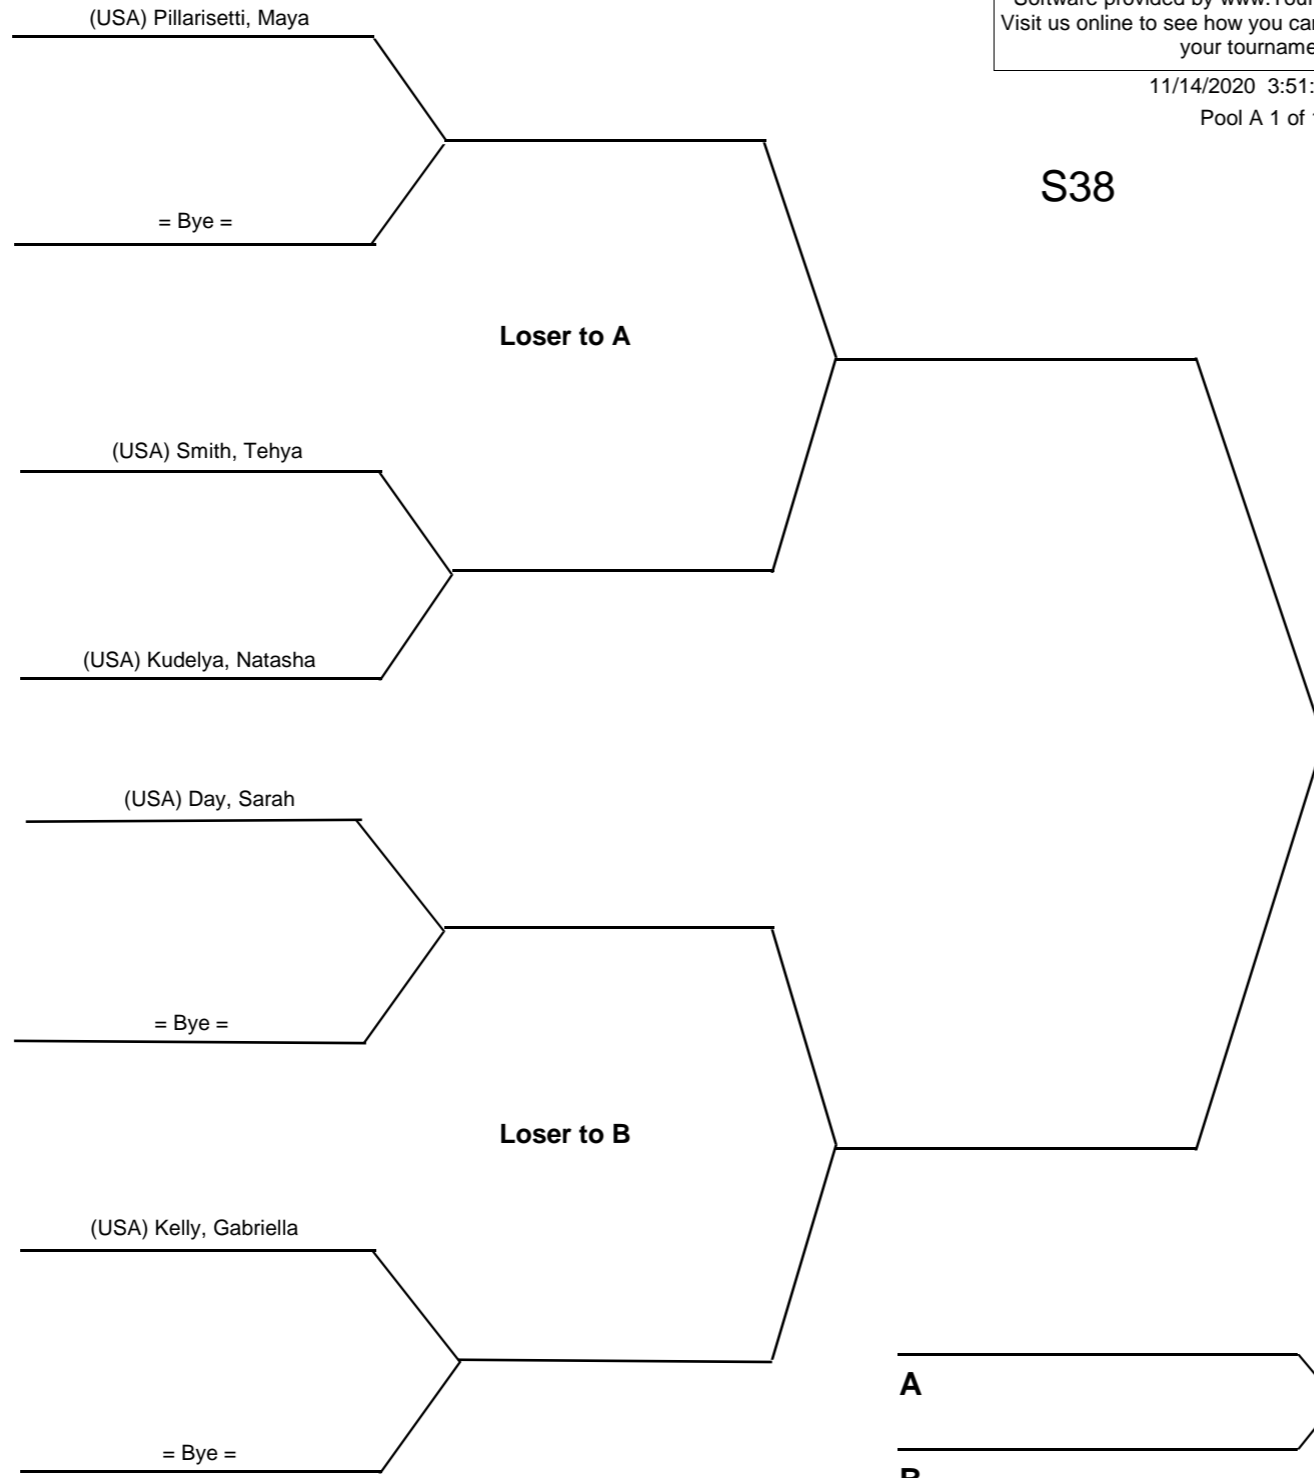 (USA) Pillarisetti, Maya
Visit us online to see how you can
your tourname
11/14/2020 3:51:
Pool A 1 of
S38
= Bye =
Loser to A
(USA) Smith, Tehya
(USA) Kudelya, Natasha
(USA) Day, Sarah
= Bye =
Loser to B
(USA) Kelly, Gabriella
A
= Bye =
B